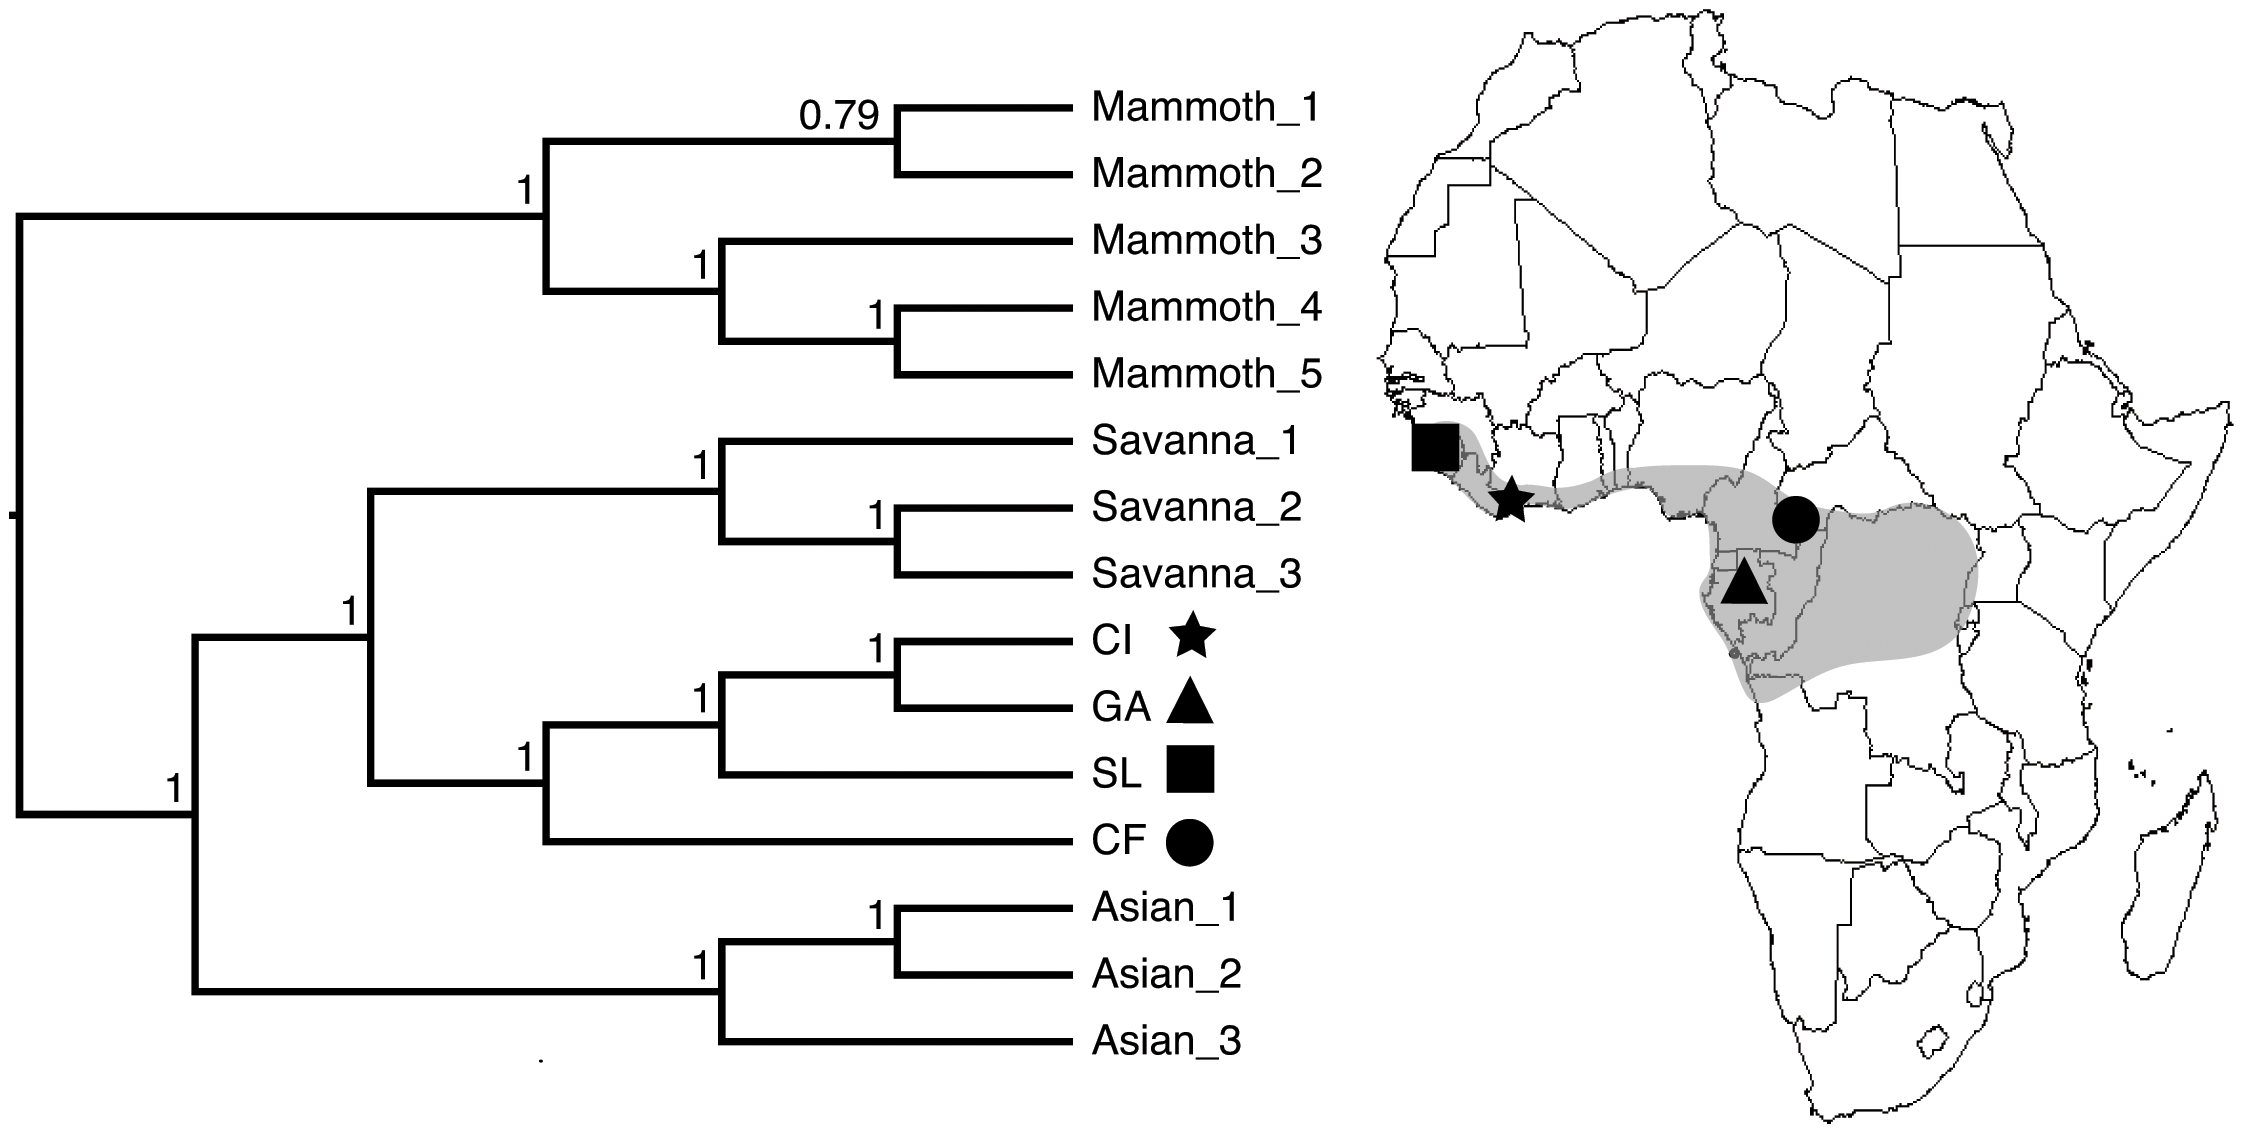 0.79
Mammoth_1
Mammoth_2
1
Mammoth_3
1
Mammoth_4
1
Mammoth_5
Savanna_1
1
Savanna_2
1
Savanna_3
1
CI
1
GA
1
SL
1
CF
1
Asian_1
1
Asian_2
1
Asian_3